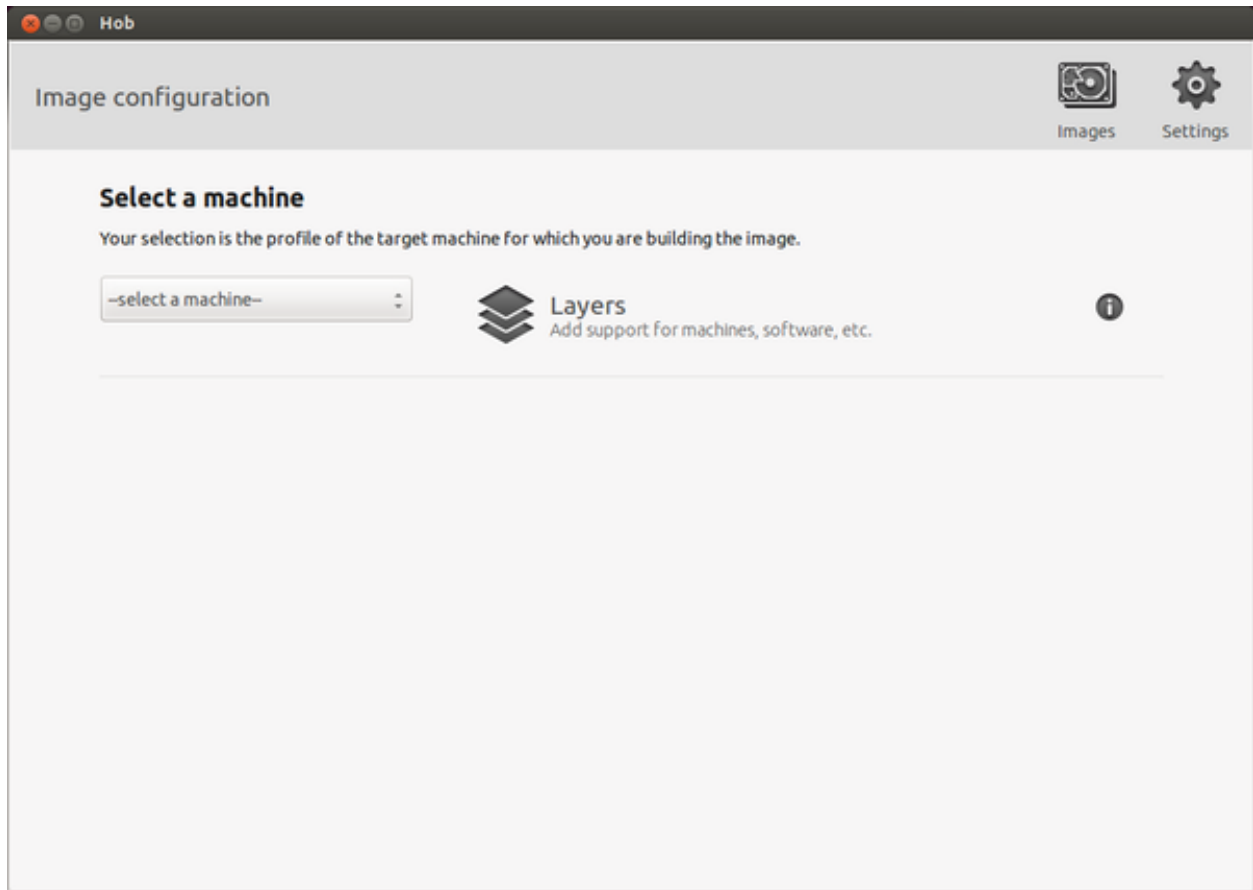 Hob
Image configuration
Images
Settings
Select a machine
Your selection is the profile of the target machine for which you are building the image.
--select a machine--
Layers
Add support for machines, software, etc.